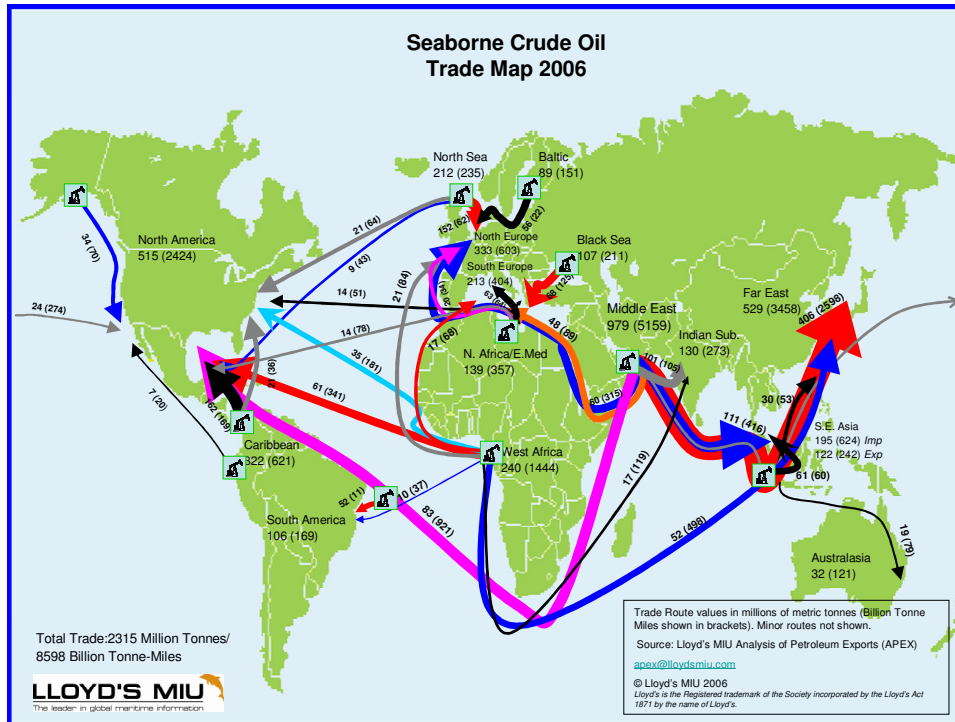 Seaborne Crude Oil
Trade Map 2006
North Sea
212 (235)
Baltic
89 (151)
21 (64)
152 (62)
56 (22)
34 (70)
North America
515 (2424)
9 (43)
North Europe
333 (603)
South Europe
213 (404)
Black Sea
107 (211)
68 (125)
21 (84)
14 (51)
Middle East
979 (5159)
Far East
529 (3458)
406 (2598)
24 (274)
14 (78)
17 (68)
48 (89)
N. Africa/E.Med
139 (357)
Indian Sub.
130 (273)
101 (105)
35 (181)
21 (36)
61 (341)
60 (315)
30 (53)
7 (20)
162 (169)
111 (416)
S.E. Asia
195 (624) Imp
122 (242) Exp
61 (60)
Caribbean
322 (621)
West Africa
240 (1444)
17 (119)
52 (11)
10 (37)
South America
106 (169)
83 (921)
52 (498)
19 (79)
Australasia
32 (121)
Total Trade:2315 Million Tonnes/
8598 Billion Tonne-Miles
LLOYD'S MIU
The leader in global maritime information
Trade Route values in millions of metric tonnes (Billion Tonne
Miles shown in brackets). Minor routes not shown.
Source: Lloyd's MIU Analysis of Petroleum Exports (APEX)
apex@lloydsmiu.com
© Lloyd's MIU 2006
Lloyd's is the Registered trademark of the Society incorporated by the Lloyd's Act
1871 by the name of Lloyd's.